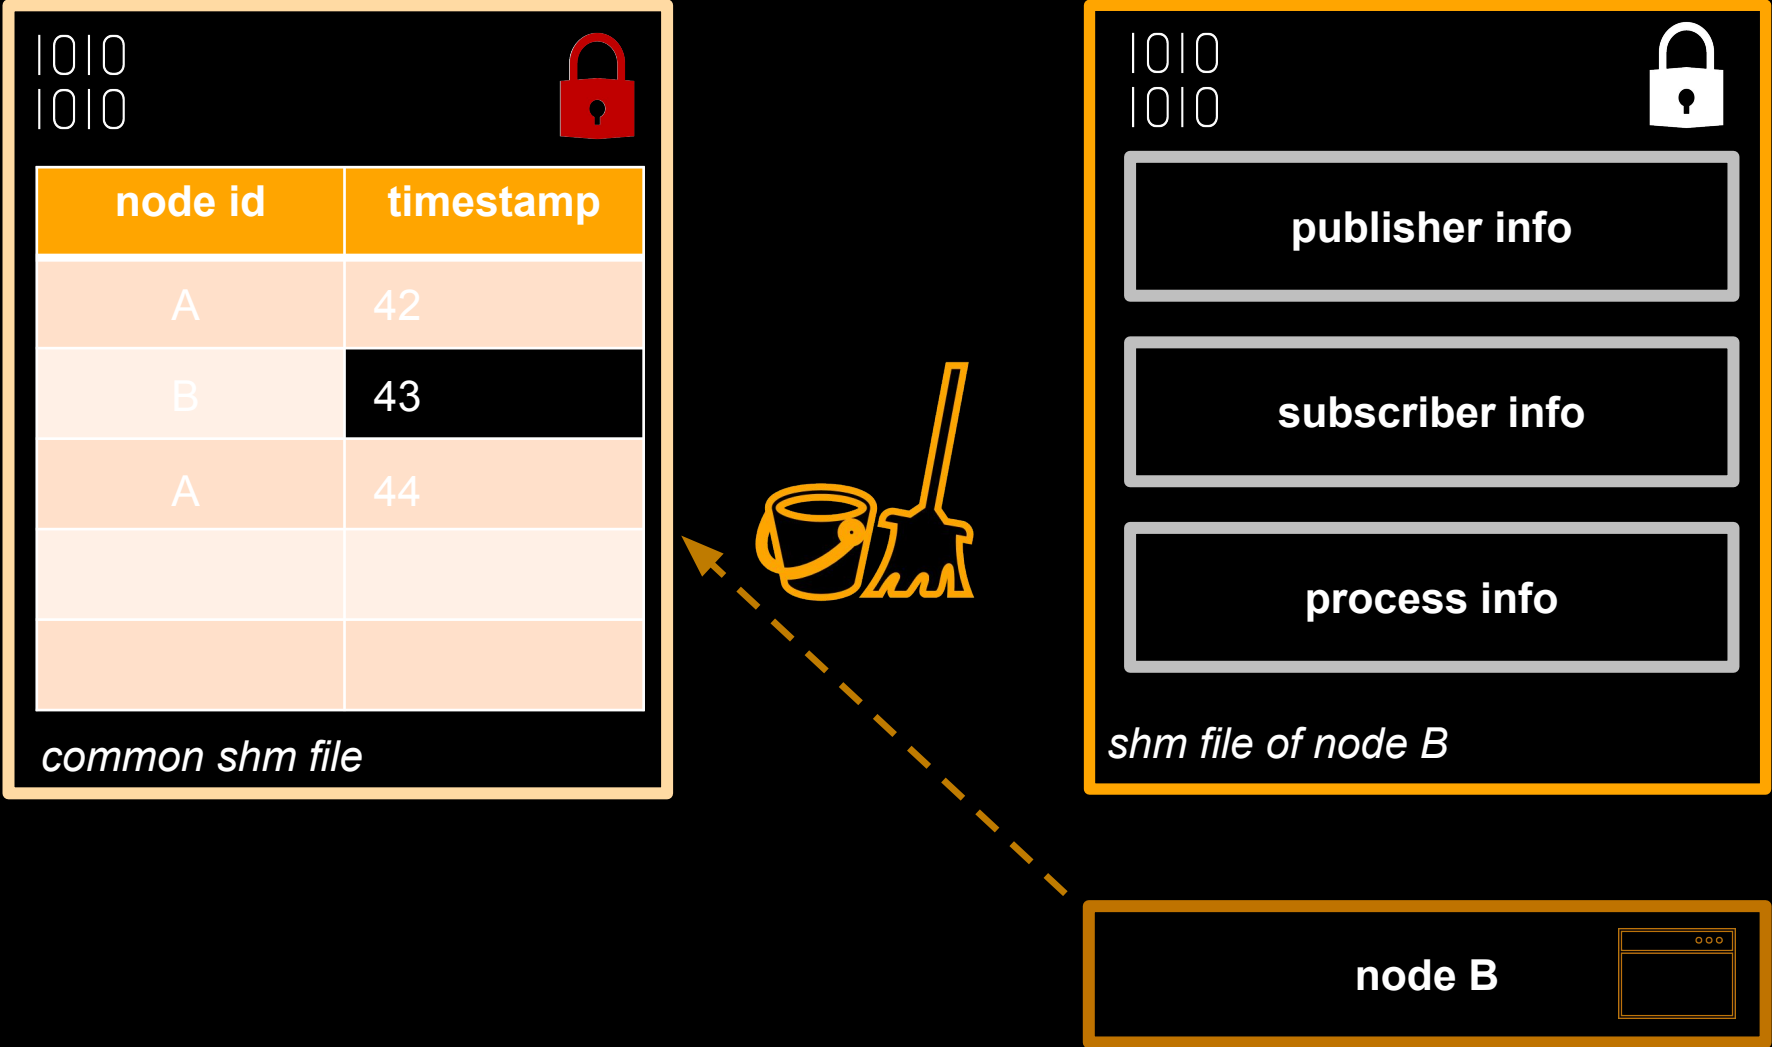 1010
1010
node id timestamp
A 42
B 43
A 44
common shm file
1010
1010
publisher info
subscriber info
process info
shm file of node B
node B